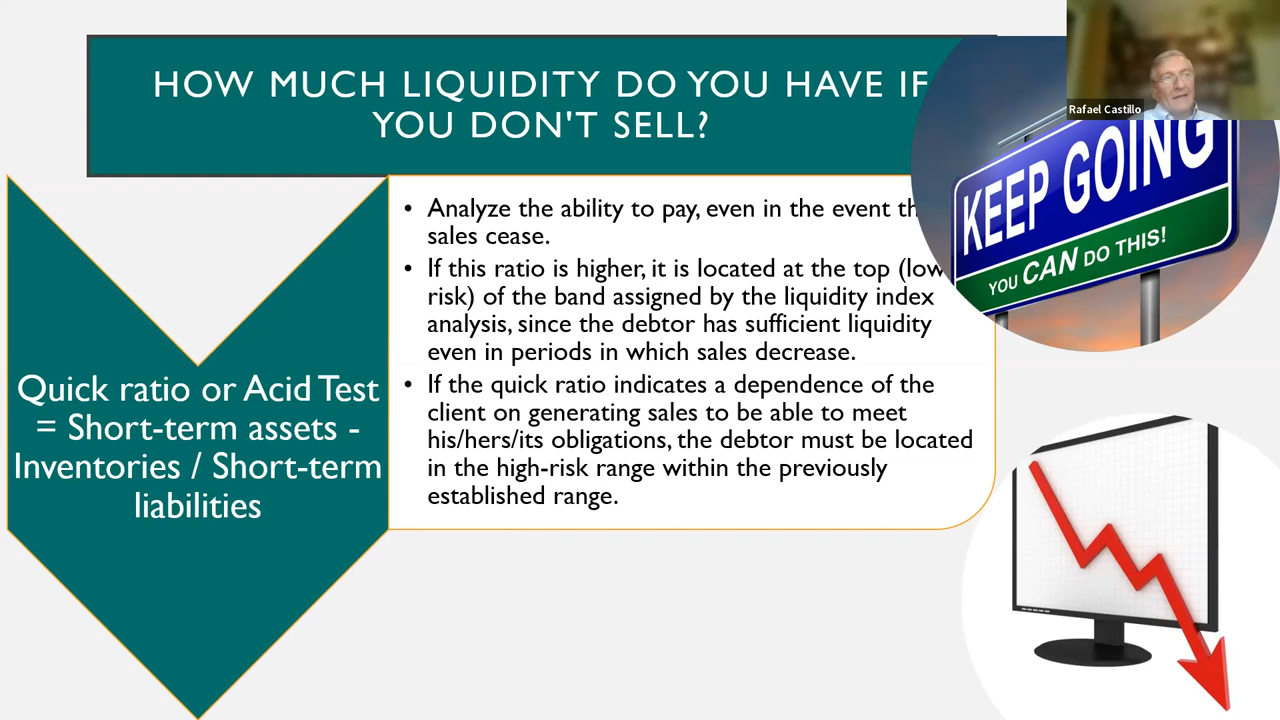 HOW MUCH LIQUIDITY DO YOU HAVE IF
YOU DON'T SELL?
Rafael Castillo
KEEP GOING
YOU CAN DO THIS!
Quick ratio or Acid Test
= Short-term assets -
Inventories / Short-term
liabilities
• Analyze the ability to pay, even in the event
sales cease.
• If this ratio is higher, it is located at the top (low
risk) of the band assigned by the liquidity index
analysis, since the debtor has sufficient liquidity
even in periods in which sales decrease.
• If the quick ratio indicates a dependence of the
client on generating sales to be able to meet
his/hers/its obligations, the debtor must be located
in the high-risk range within the previously
established range.